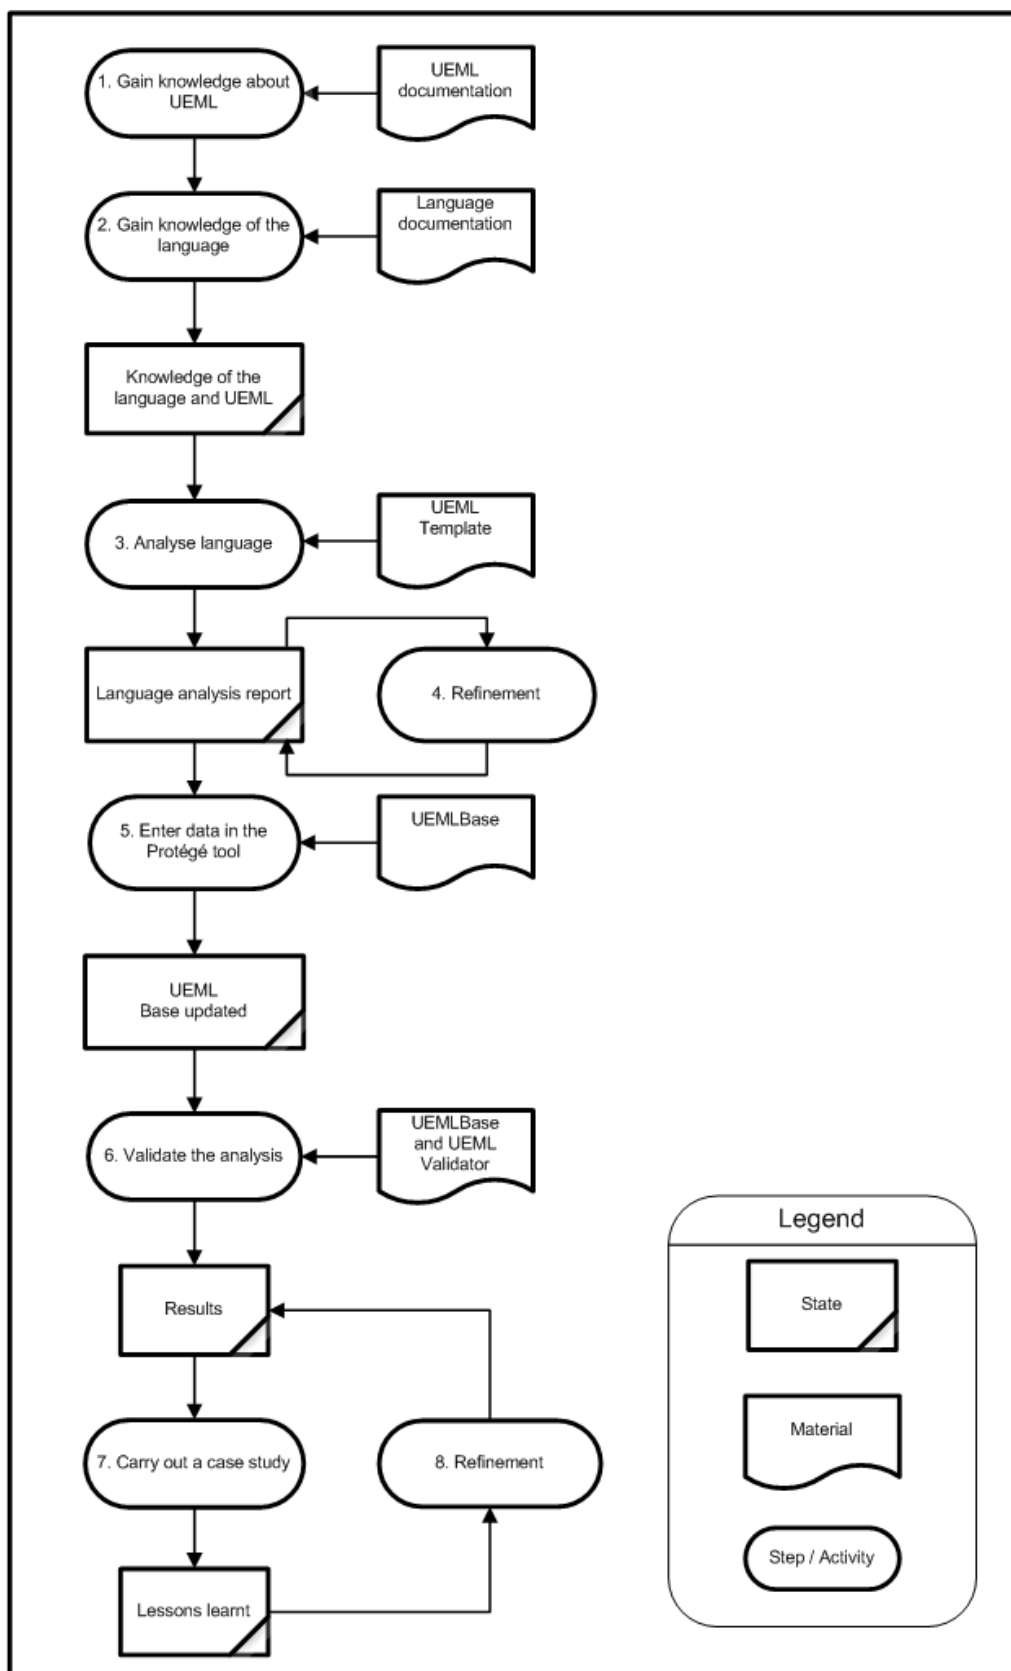 1. Gain knowledge about
UEML
UEML
documentation
2. Gain knowledge of the
language
Language
documentation
Knowledge of the
language and UEML
3. Analyse language
UEML
Template
Language analysis report
4. Refinement
5. Enter data in the
Protégé tool
UEMLBase
UEML
Base updated
6. Validate the analysis
UEMLBase
and UEML
Validator
Results
7. Carry out a case study
8. Refinement
Lessons learnt
Legend
State
Material
Step / Activity